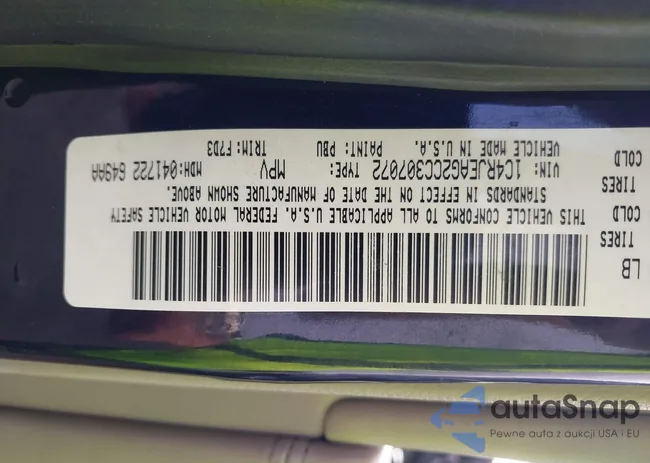 LB
TIRES
COLD
TIRES
COLD
THIS VEHICLE CONFORMS TO ALL APPLICABLE U.S.A. FEDERAL MOTOR VEHICLE SAFETY
STANDARDS IN EFFECT ON THE DATE OF MANUFACTURE SHOWN ABOVE.
VIN: 1C4RJEAG2CC307072 TYPE: MPV MDH:041722 649AA
VEHICLE MADE IN U.S.A. PAINT: PBU TRIM: F7D3
autaSnap
Pewne auta z aukcji USA i EU